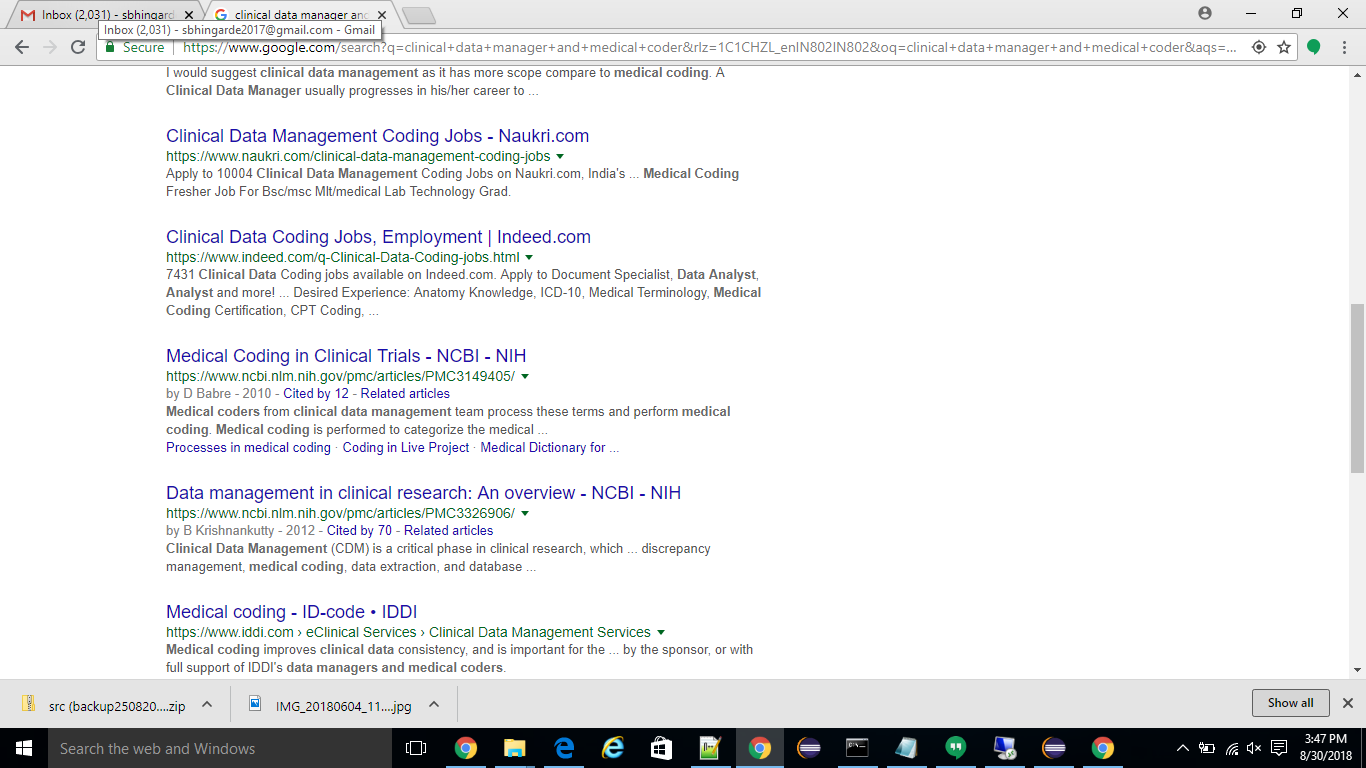 Inbox (2,031) - sbhingard
clinical data manager and
Inbox (2,031) - sbhingarde2017@gmail.com - Gmail
Secure
https://www.google.com/search?q=clinical+data+manager+and+medical+coder&rlz=1C1CHZL_enIN802IN802&oq=clinical+data+manager+and+medical+coder&aqs=...
I would suggest clinical data management as it has more scope compare to medical coding. A
Clinical Data Manager usually progresses in his/her career to ...
Clinical Data Management Coding Jobs - Naukri.com
https://www.naukri.com/clinical-data-management-coding-jobs
Apply to 10004 Clinical Data Management Coding Jobs on Naukri.com, India's ... Medical Coding
Fresher Job For Bsc/msc Mlt/medical Lab Technology Grad.
Clinical Data Coding Jobs, Employment | Indeed.com
https://www.indeed.com/q-Clinical-Data-Coding-jobs.html
7431 Clinical Data Coding jobs available on Indeed.com. Apply to Document Specialist, Data Analyst,
Analyst and more! ... Desired Experience: Anatomy Knowledge, ICD-10, Medical Terminology, Medical
Coding Certification, CPT Coding, ...
Medical Coding in Clinical Trials - NCBI - NIH
https://www.ncbi.nlm.nih.gov/pmc/articles/PMC3149405/
by D Babre - 2010 - Cited by 12 - Related articles
Medical coders from clinical data management team process these terms and perform medical
coding. Medical coding is performed to categorize the medical ...
Processes in medical coding · Coding in Live Project · Medical Dictionary for ...
Data management in clinical research: An overview - NCBI - NIH
https://www.ncbi.nlm.nih.gov/pmc/articles/PMC3326906/
by B Krishnankutty - 2012 - Cited by 70 - Related articles
Clinical Data Management (CDM) is a critical phase in clinical research, which ... discrepancy
management, medical coding, data extraction, and database ...
Medical coding - ID-code • IDDI
https://www.iddi.com › eClinical Services › Clinical Data Management Services
Medical coding improves clinical data consistency, and is important for the ... by the sponsor, or with
full support of IDDI's data managers and medical coders.
src (backup250820....zip
IMG_20180604_11....jpg
Show all
Search the web and Windows
3:47 PM
8/30/2018